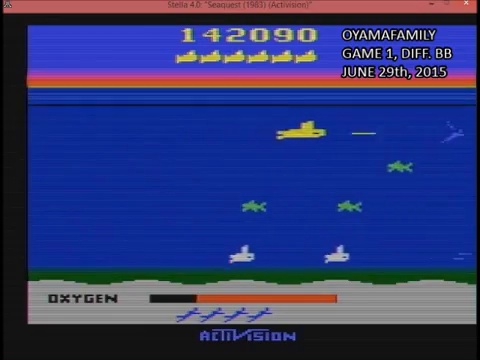 Stella 4.0: "Seaquest (1983) (Activision)"
142090
OYAMAFAMILY
GAME 1, DIFF. BB
JUNE 29th, 2015
OXYGEN
ACTIVISION